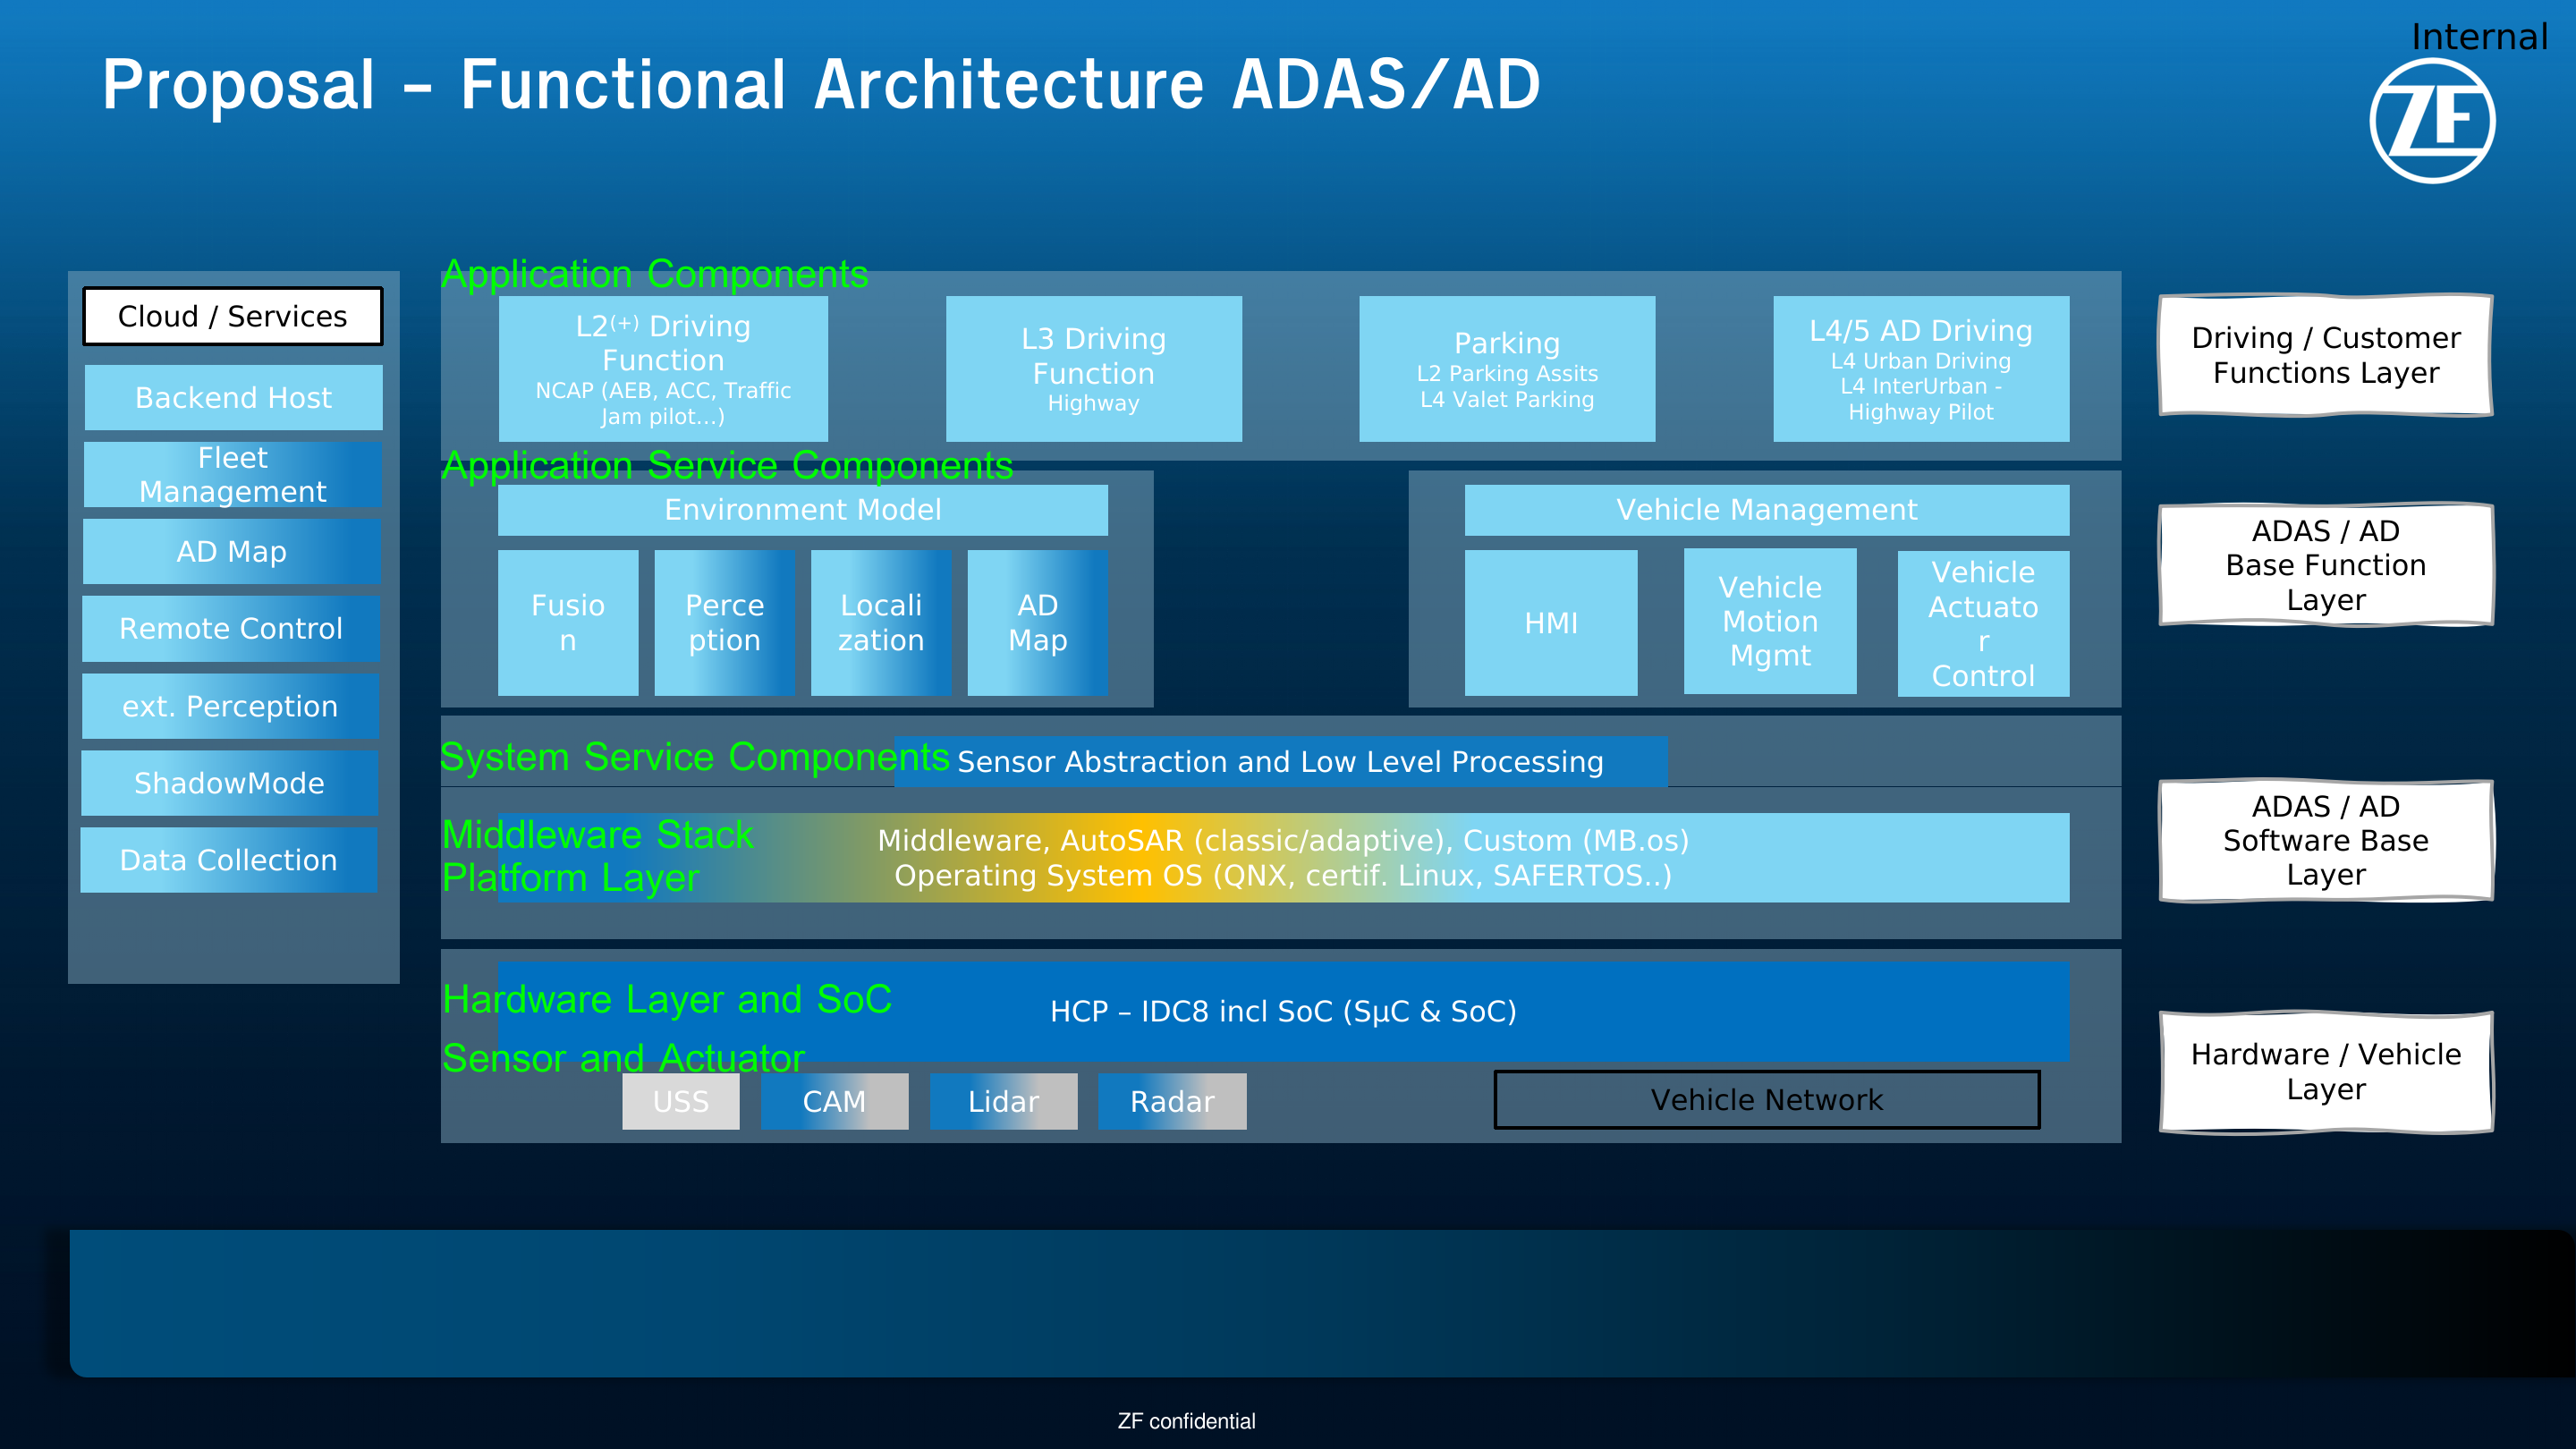 Internal
Proposal – Functional Architecture ADAS/AD
ZF
Cloud / Services
Backend Host
Fleet
Management
AD Map
Remote Control
ext. Perception
ShadowMode
Data Collection
Application Components
L2(+) Driving
Function
NCAP (AEB, ACC, Traffic
Jam pilot...)
L3 Driving
Function
Highway
Parking
L2 Parking Assits
L4 Valet Parking
L4/5 AD Driving
L4 Urban Driving
L4 InterUrban -
Highway Pilot
Driving / Customer
Functions Layer
Application Service Components
Environment Model
Fusio
n
Perce
ption
Locali
zation
AD
Map
Vehicle Management
HMI
Vehicle
Motion
Mgmt
Vehicle
Actuato
r
Control
ADAS / AD
Base Function
Layer
System Service Components
Sensor Abstraction and Low Level Processing
Middleware Stack
Platform Layer
Middleware, AutoSAR (classic/adaptive), Custom (MB.os)
Operating System OS (QNX, certif. Linux, SAFERTOS..)
ADAS / AD
Software Base
Layer
Hardware Layer and SoC
HCP – IDC8 incl SoC (SµC & SoC)
Sensor and Actuator
USS
CAM
Lidar
Radar
Vehicle Network
Hardware / Vehicle
Layer
ZF confidential